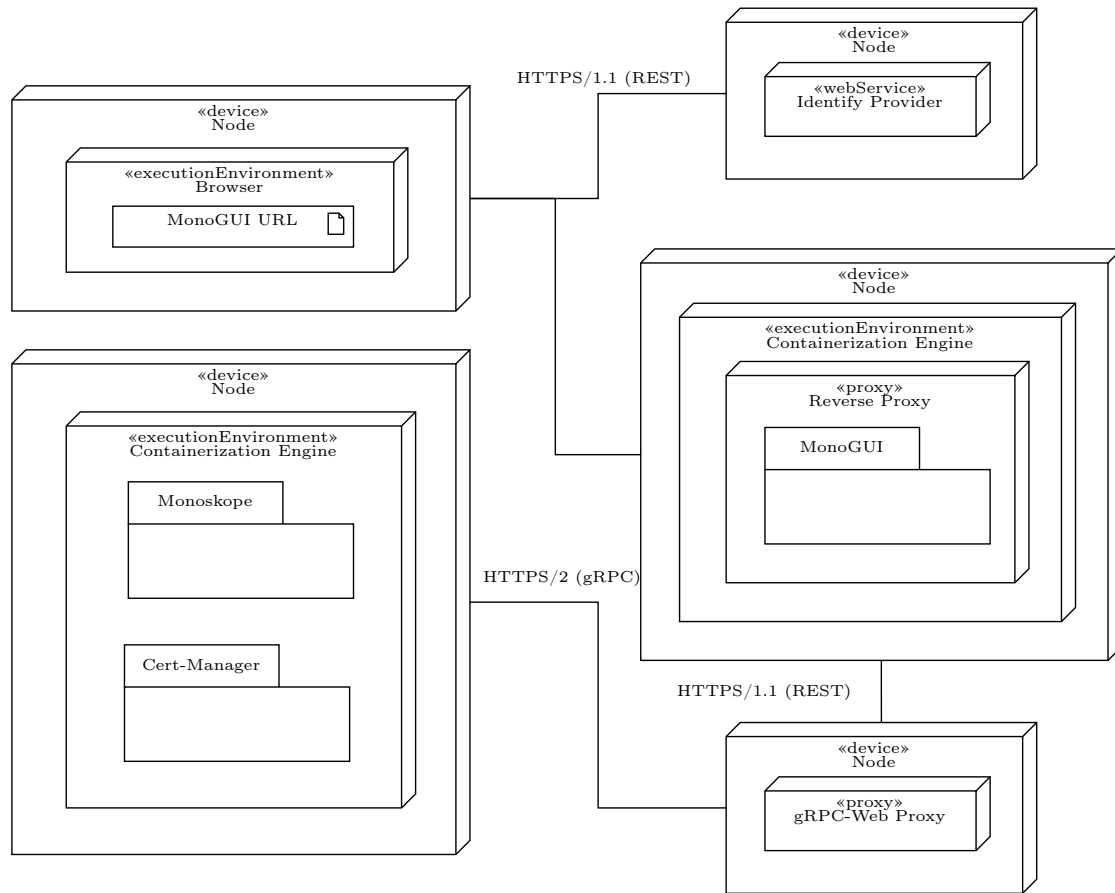 «device»
Node
«webService»
Identify Provider
HTTPS/1.1 (REST)
«device»
Node
«executionEnvironment»
Browser
MonoGUI URL
«device»
Node
«executionEnvironment»
Containerization Engine
«proxy»
Reverse Proxy
MonoGUI
«device»
Node
«executionEnvironment»
Containerization Engine
Monoskope
Cert-Manager
HTTPS/2 (gRPC)
HTTPS/1.1 (REST)
«device»
Node
«proxy»
gRPC-Web Proxy